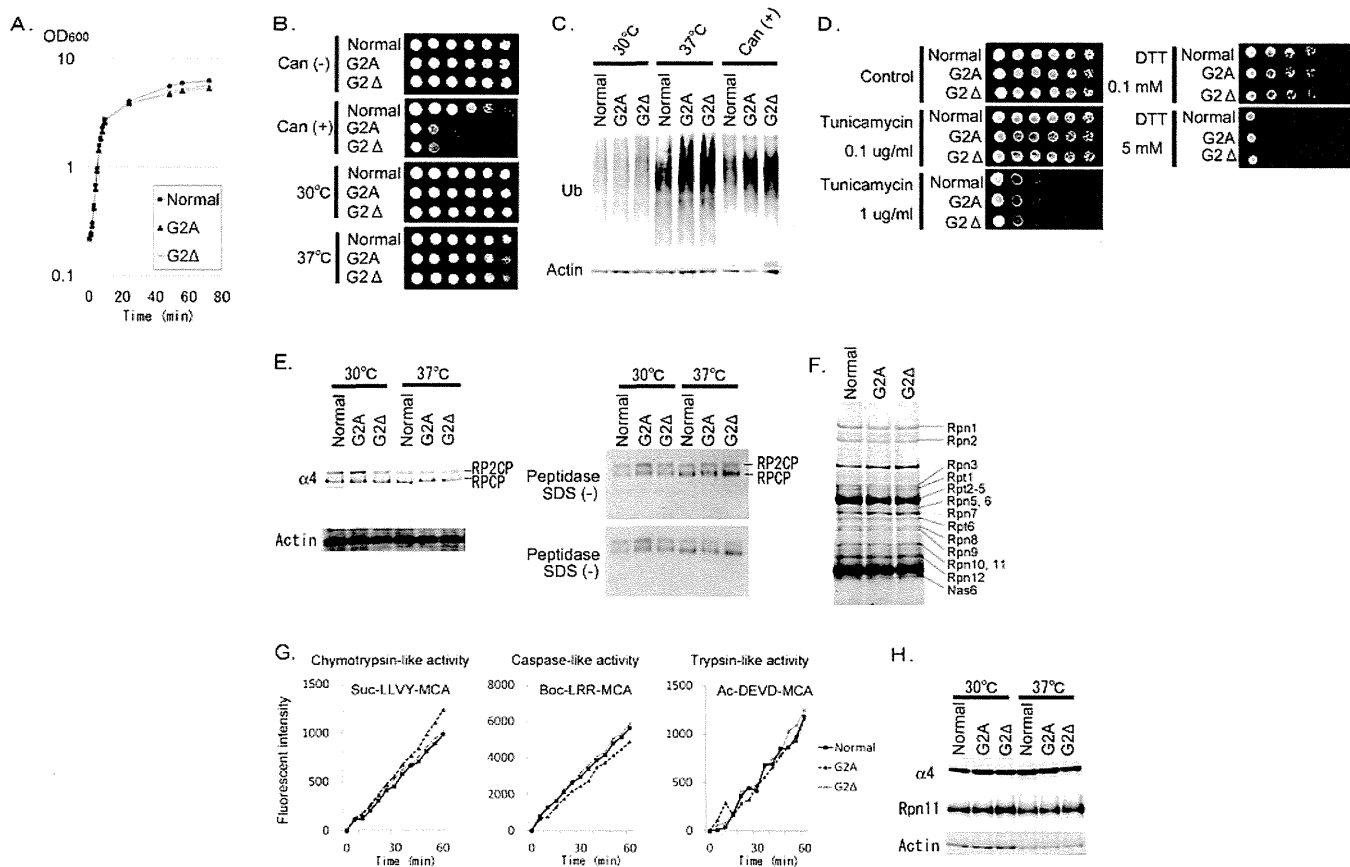 A.
OD600
10
1
0.1
0 20 40 60 80
Time (min)
Normal
G2A
G2Δ
B.
Can (-)
Normal
G2A
G2Δ
Can (+)
Normal
G2A
G2Δ
30℃
Normal
G2A
G2Δ
37℃
Normal
G2A
G2Δ
C.
30℃ 37℃ Can (+)
Normal G2A G2Δ Normal G2A G2Δ Normal G2A G2Δ
Ub
Actin
D.
Control
Normal
G2A
G2Δ
Tunicamycin
0.1 ug/ml
Normal
G2A
G2Δ
Tunicamycin
1 ug/ml
Normal
G2A
G2Δ
DTT
0.1 mM
Normal
G2A
G2Δ
DTT
5 mM
Normal
G2A
G2Δ
E.
30℃ 37℃
Normal G2A G2Δ Normal G2A G2Δ
α4
RP2CP
RPCP
Actin
30℃ 37℃
Normal G2A G2Δ Normal G2A G2Δ
Peptidase
SDS (-)
RP2CP
RPCP
Peptidase
SDS (-)
F.
Normal G2A G2Δ
Rpn1
Rpn2
Rpn3
Rpt1
Rpt2-5
Rpn5, 6
Rpn7
Rpt6
Rpn8
Rpn9
Rpn10, 11
Rpn12
Nas6
G.
Chymotrypsin-like activity
Suc-LLVY-MCA
Fluorescent intensity
1500
1000
500
0
0 30 60
Time (min)
Caspase-like activity
Boc-LRR-MCA
8000
6000
4000
2000
0
0 30 60
Time (min)
Trypsin-like activity
Ac-DEVD-MCA
1500
1000
500
0
0 30 60
Time (min)
Normal
G2A
G2Δ
H.
30℃ 37℃
Normal G2A G2Δ Normal G2A G2Δ
α4
Rpn11
Actin